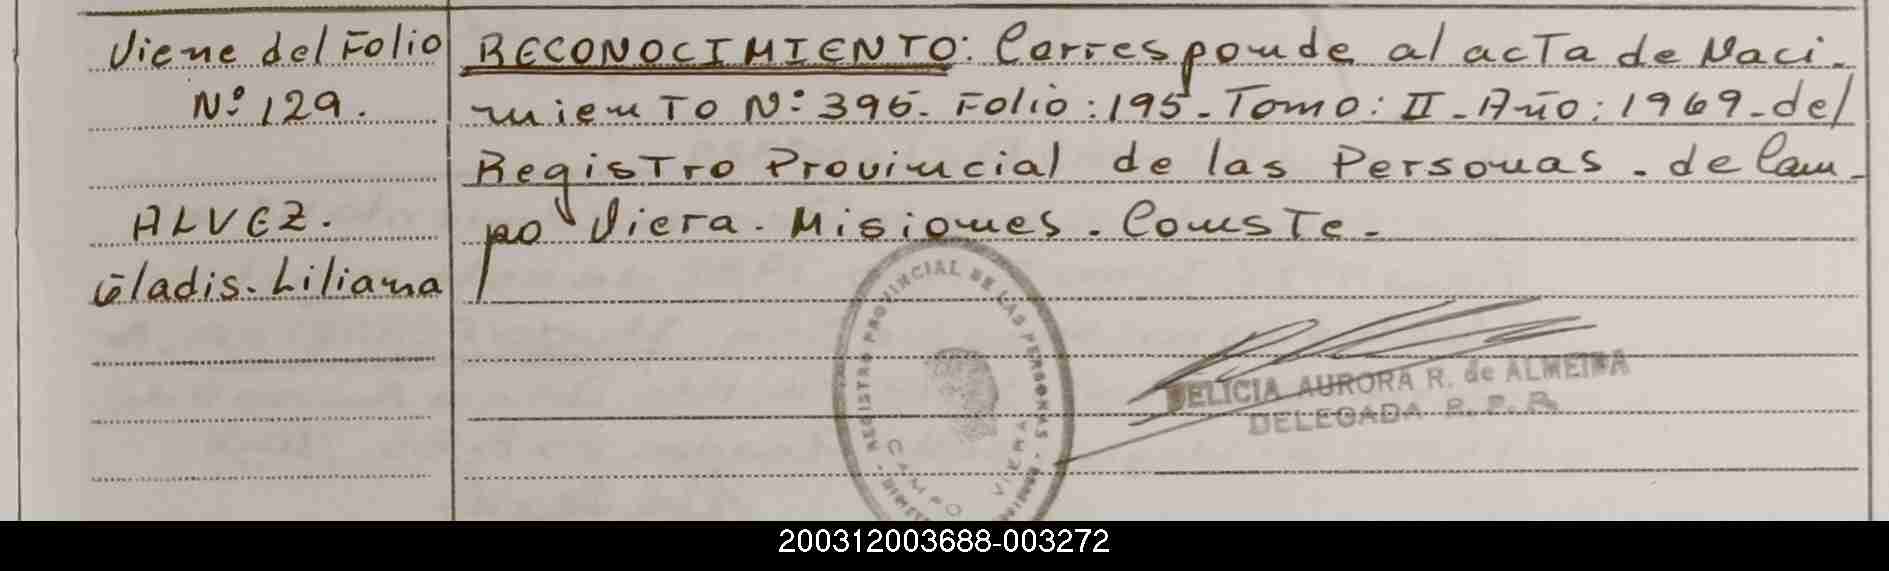 Viene del Folio
Nº 129.
ALVEZ.
Gladis. Liliana
RECONOCIMIENTO: Corresponde al acta de Naci-
miento Nº 395. Folio: 195. Tomo: II. Año: 1969. del
Registro Provincial de las Personas. de Cam-
po Viera. Misiones. Conste.
REGISTRO PROVINCIAL DE LAS PERSONAS
CAMPO VIERA
DELICIA AURORA R. de ALMEIDA
DELEGADA R. P. P.
200312003688-003272